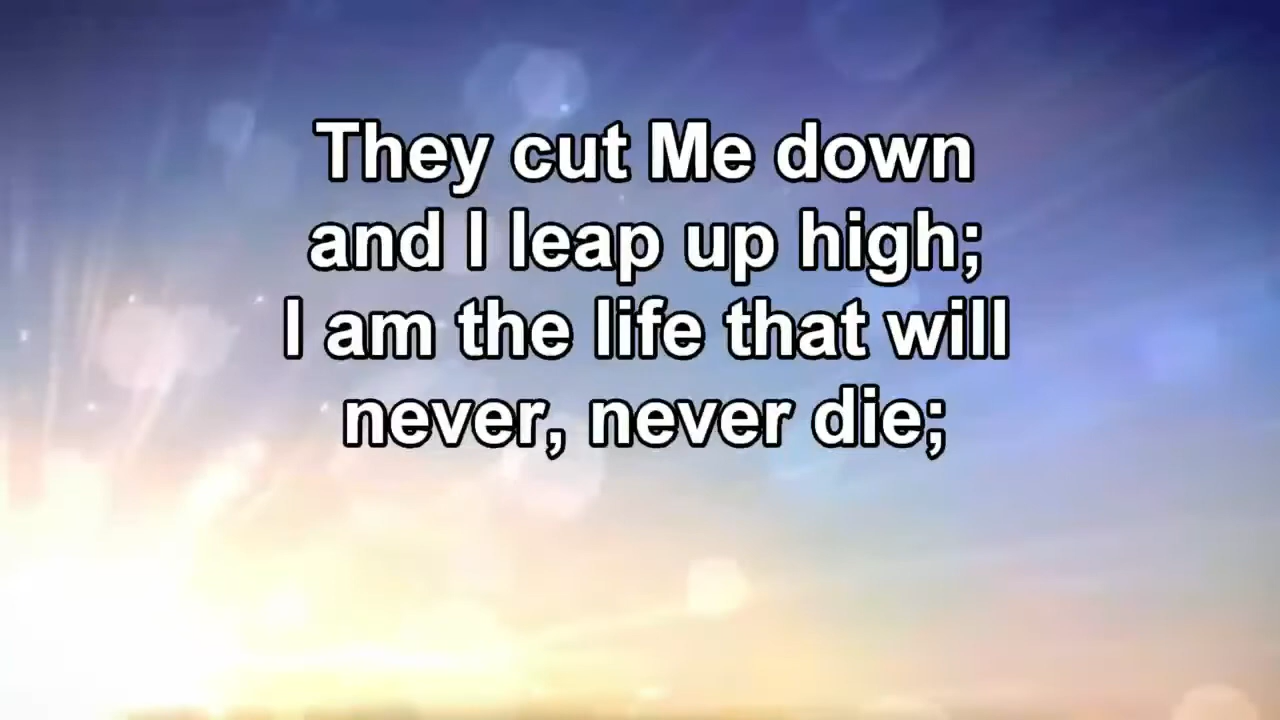 They cut Me down
and I leap up high;
I am the life that will
never, never die;